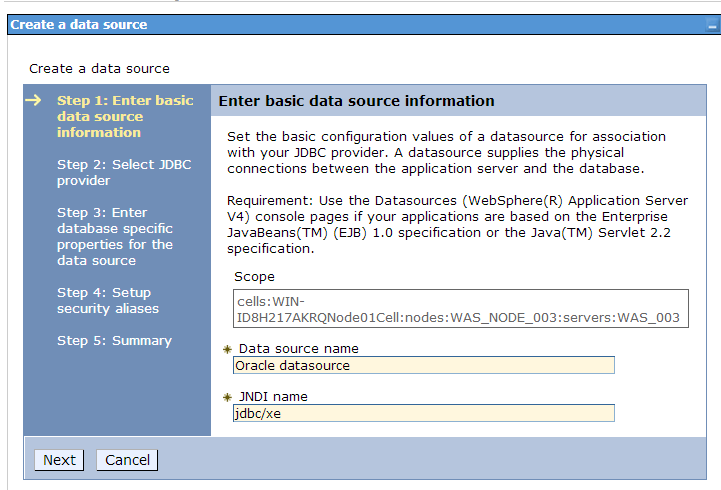 Create a data source
Create a data source
Step 1: Enter basic
data source
information
Step 2: Select JDBC
provider
Step 3: Enter
database specific
properties for the
data source
Step 4: Setup
security aliases
Step 5: Summary
Enter basic data source information
Set the basic configuration values of a datasource for association
with your JDBC provider. A datasource supplies the physical
connections between the application server and the database.
Requirement: Use the Datasources (WebSphere(R) Application Server
V4) console pages if your applications are based on the Enterprise
JavaBeans(TM) (EJB) 1.0 specification or the Java(TM) Servlet 2.2
specification.
Scope
cells:WIN-
ID8H217AKRQNode01Cell:nodes:WAS_NODE_003:servers:WAS_003
Data source name
Oracle datasource
JNDI name
jdbc/xe
Next Cancel